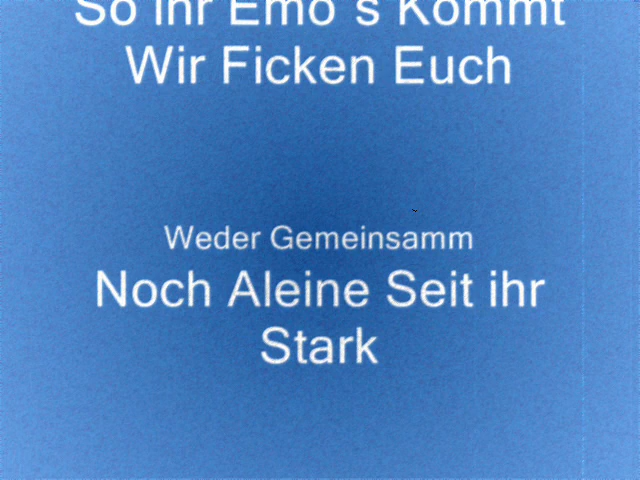 So ihr Emo´s Kommt
Wir Ficken Euch
Weder Gemeinsamm
Noch Aleine Seit ihr
Stark